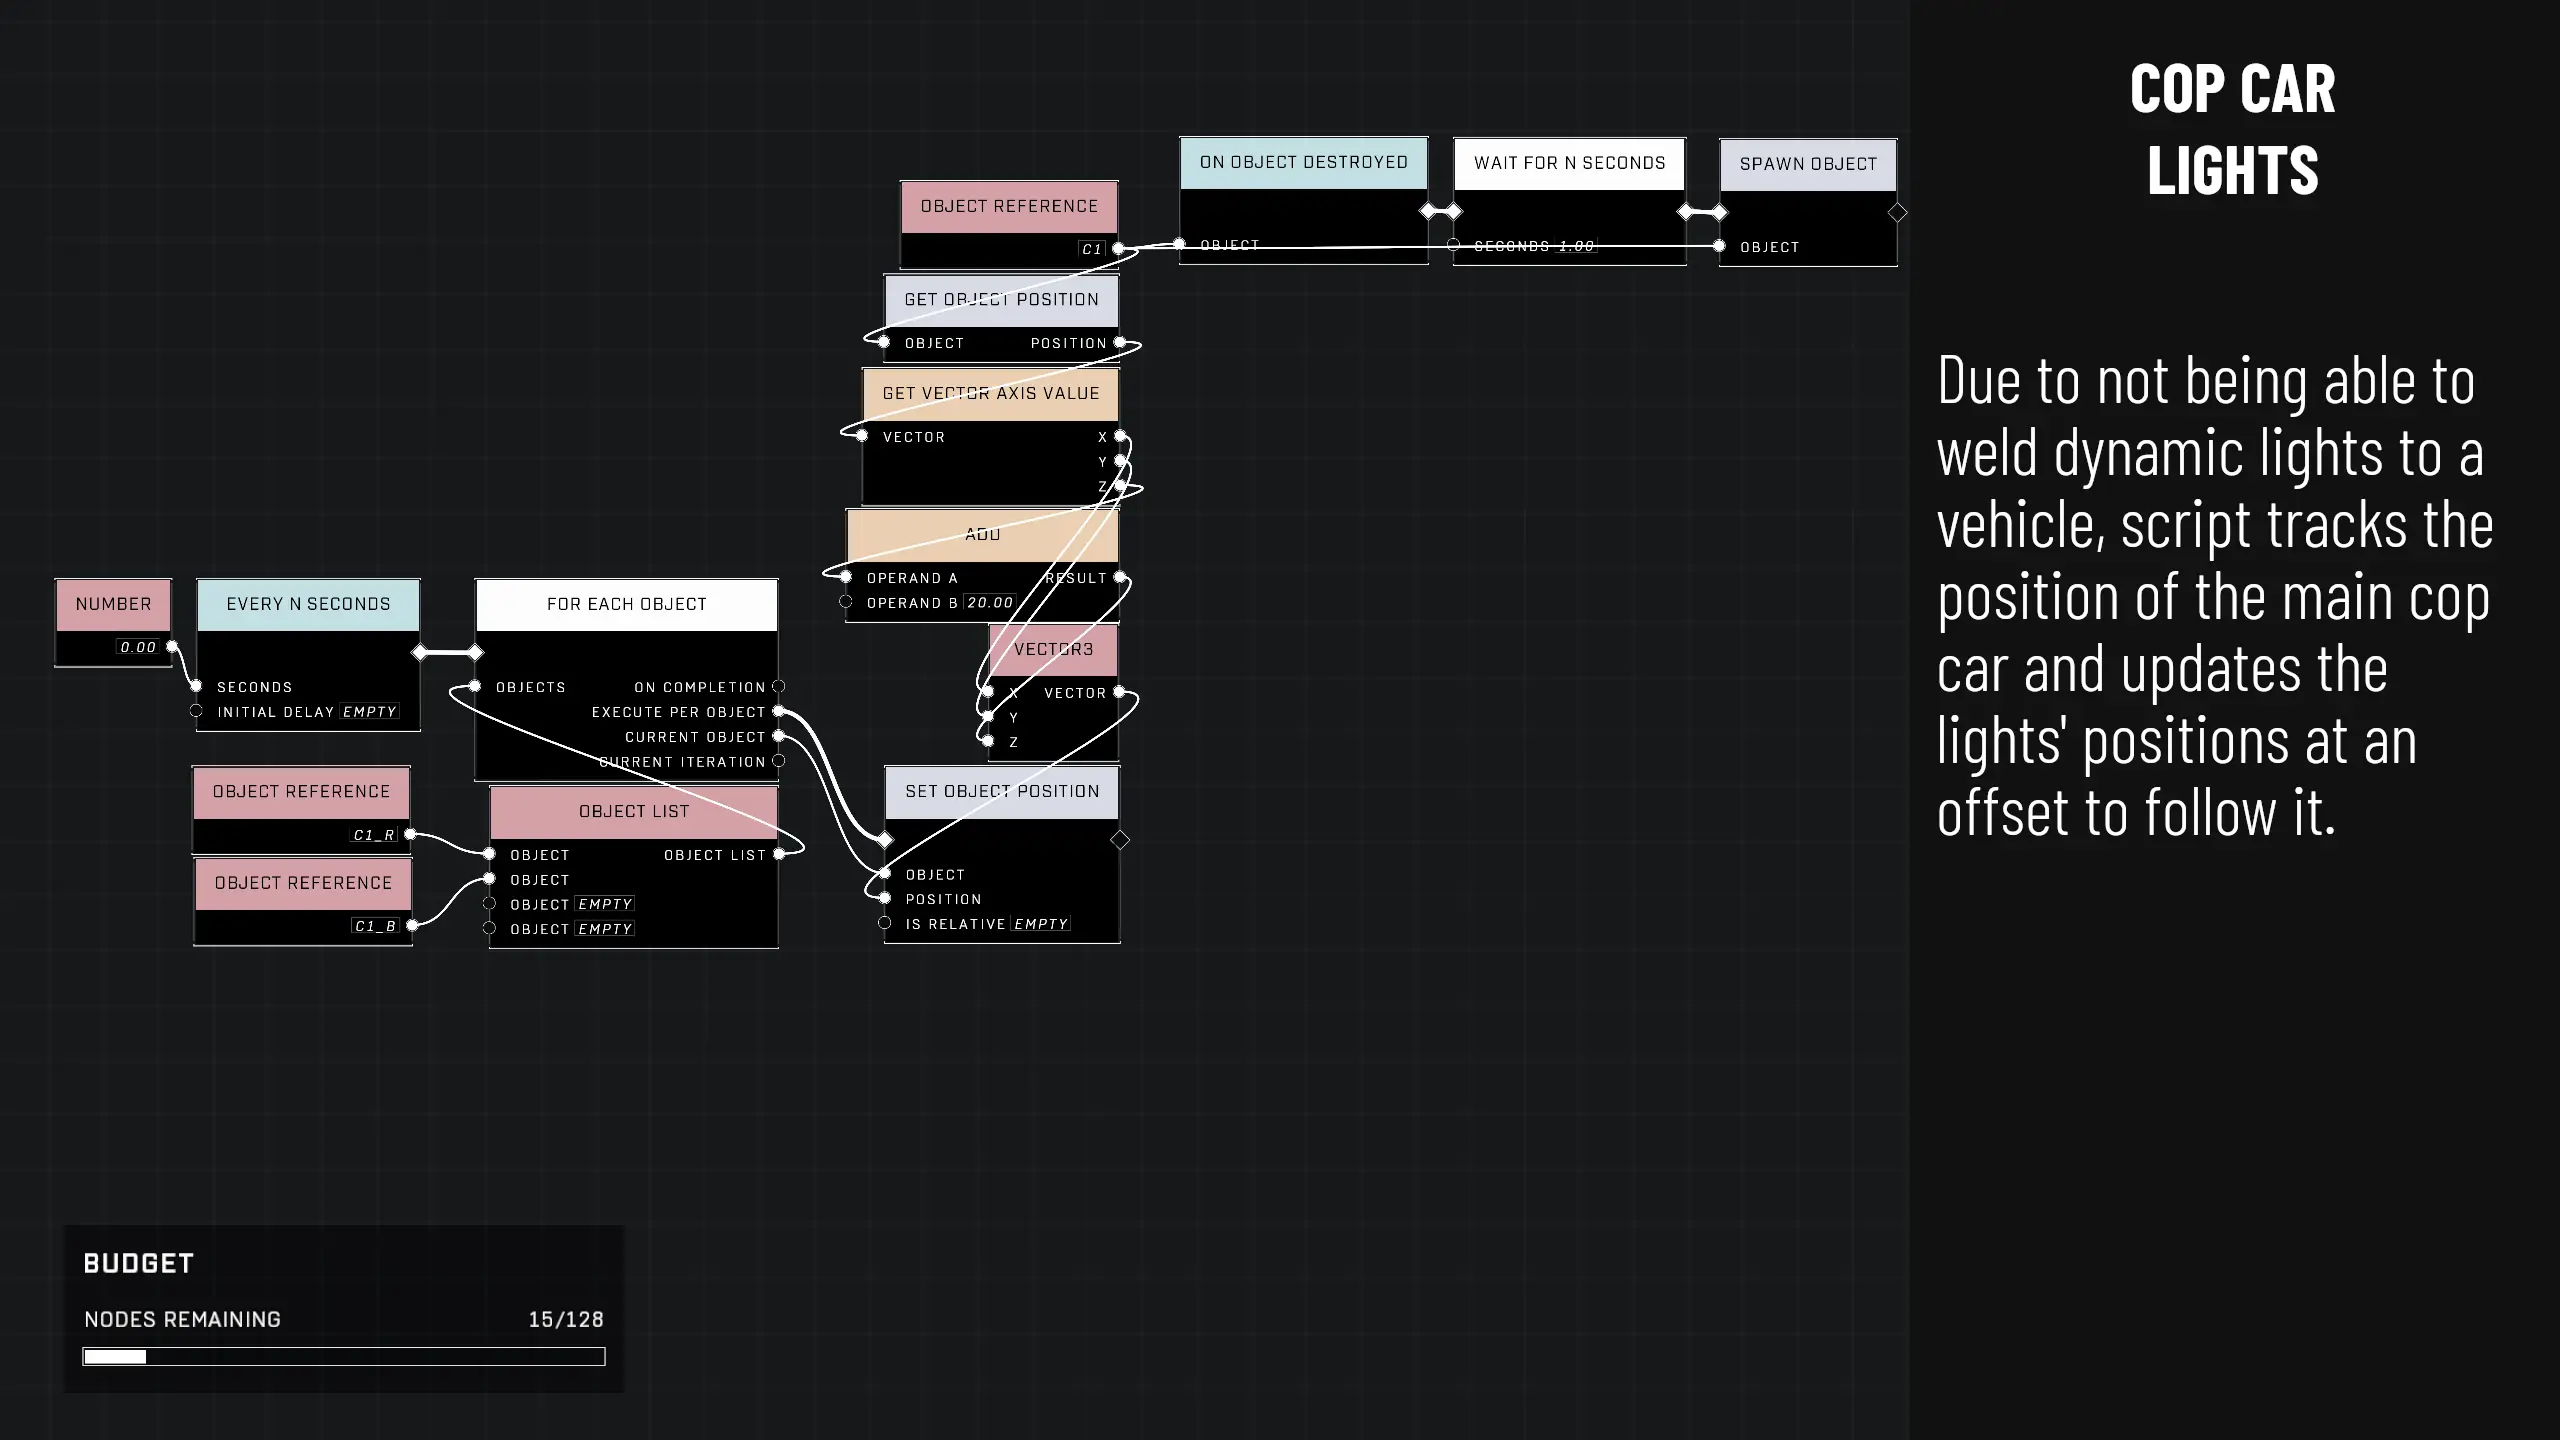 COP CAR
LIGHTS
Due to not being able to
weld dynamic lights to a
vehicle, script tracks the
position of the main cop
car and updates the
lights' positions at an
offset to follow it.
ON OBJECT DESTROYED
OBJECT
WAIT FOR N SECONDS
SECONDS 1.00
SPAWN OBJECT
OBJECT
OBJECT REFERENCE
C1
GET OBJECT POSITION
OBJECT POSITION
GET VECTOR AXIS VALUE
VECTOR X
Y
Z
ADD
OPERAND A RESULT
OPERAND B 20.00
VECTOR3
X VECTOR
Y
Z
NUMBER
0.00
EVERY N SECONDS
SECONDS
INITIAL DELAY EMPTY
FOR EACH OBJECT
OBJECTS ON COMPLETION
EXECUTE PER OBJECT
CURRENT OBJECT
CURRENT ITERATION
OBJECT REFERENCE
C1_R
OBJECT REFERENCE
C1_B
OBJECT LIST
OBJECT OBJECT LIST
OBJECT
OBJECT EMPTY
OBJECT EMPTY
SET OBJECT POSITION
OBJECT
POSITION
IS RELATIVE EMPTY
BUDGET
NODES REMAINING 15/128